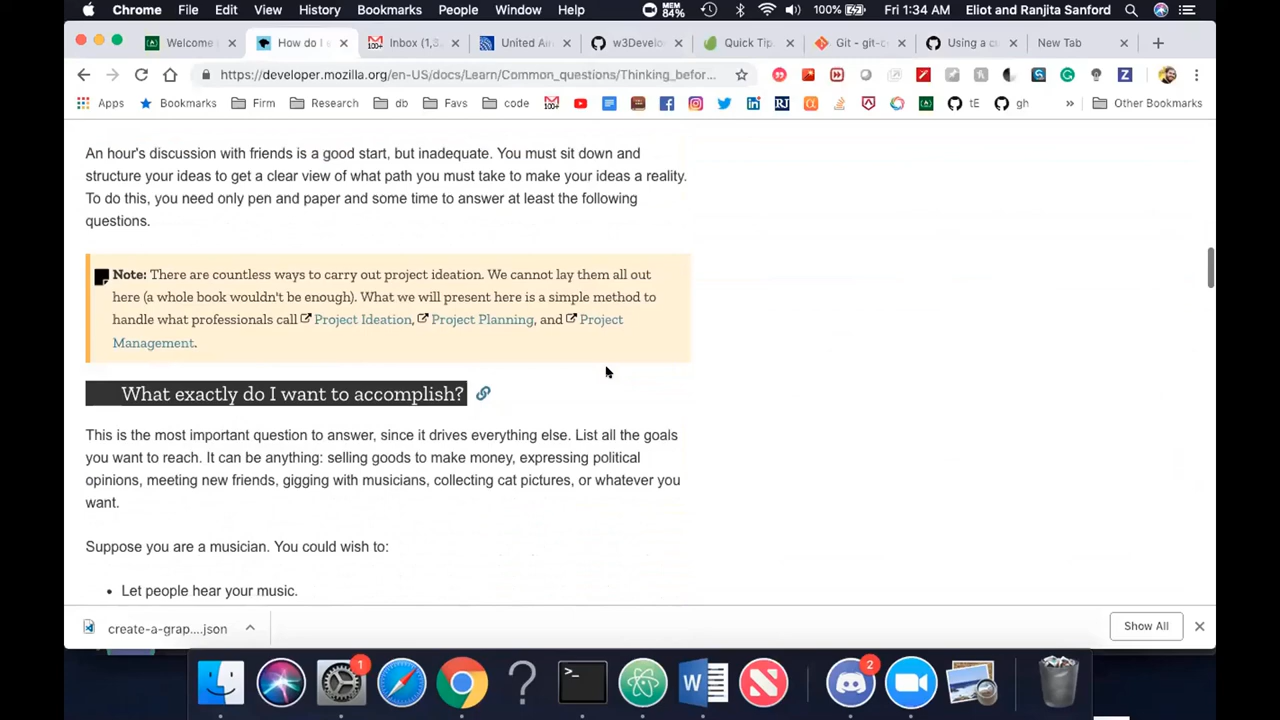 Chrome File Edit View History Bookmarks People Window Help MEM 84% 100% Fri 1:34 AM Eliot and Ranjita Sanford
Welcome How do I e Inbox (1,3 United Air w3Develo Quick Tip Git - git-c Using a cu New Tab
https://developer.mozilla.org/en-US/docs/Learn/Common_questions/Thinking_befor...
Apps Bookmarks Firm Research db Favs code tE gh » Other Bookmarks
An hour's discussion with friends is a good start, but inadequate. You must sit down and
structure your ideas to get a clear view of what path you must take to make your ideas a reality.
To do this, you need only pen and paper and some time to answer at least the following
questions.
Note: There are countless ways to carry out project ideation. We cannot lay them all out
here (a whole book wouldn't be enough). What we will present here is a simple method to
handle what professionals call Project Ideation, Project Planning, and Project
Management.
What exactly do I want to accomplish?
This is the most important question to answer, since it drives everything else. List all the goals
you want to reach. It can be anything: selling goods to make money, expressing political
opinions, meeting new friends, gigging with musicians, collecting cat pictures, or whatever you
want.
Suppose you are a musician. You could wish to:
• Let people hear your music.
create-a-grap....json Show All
1 2